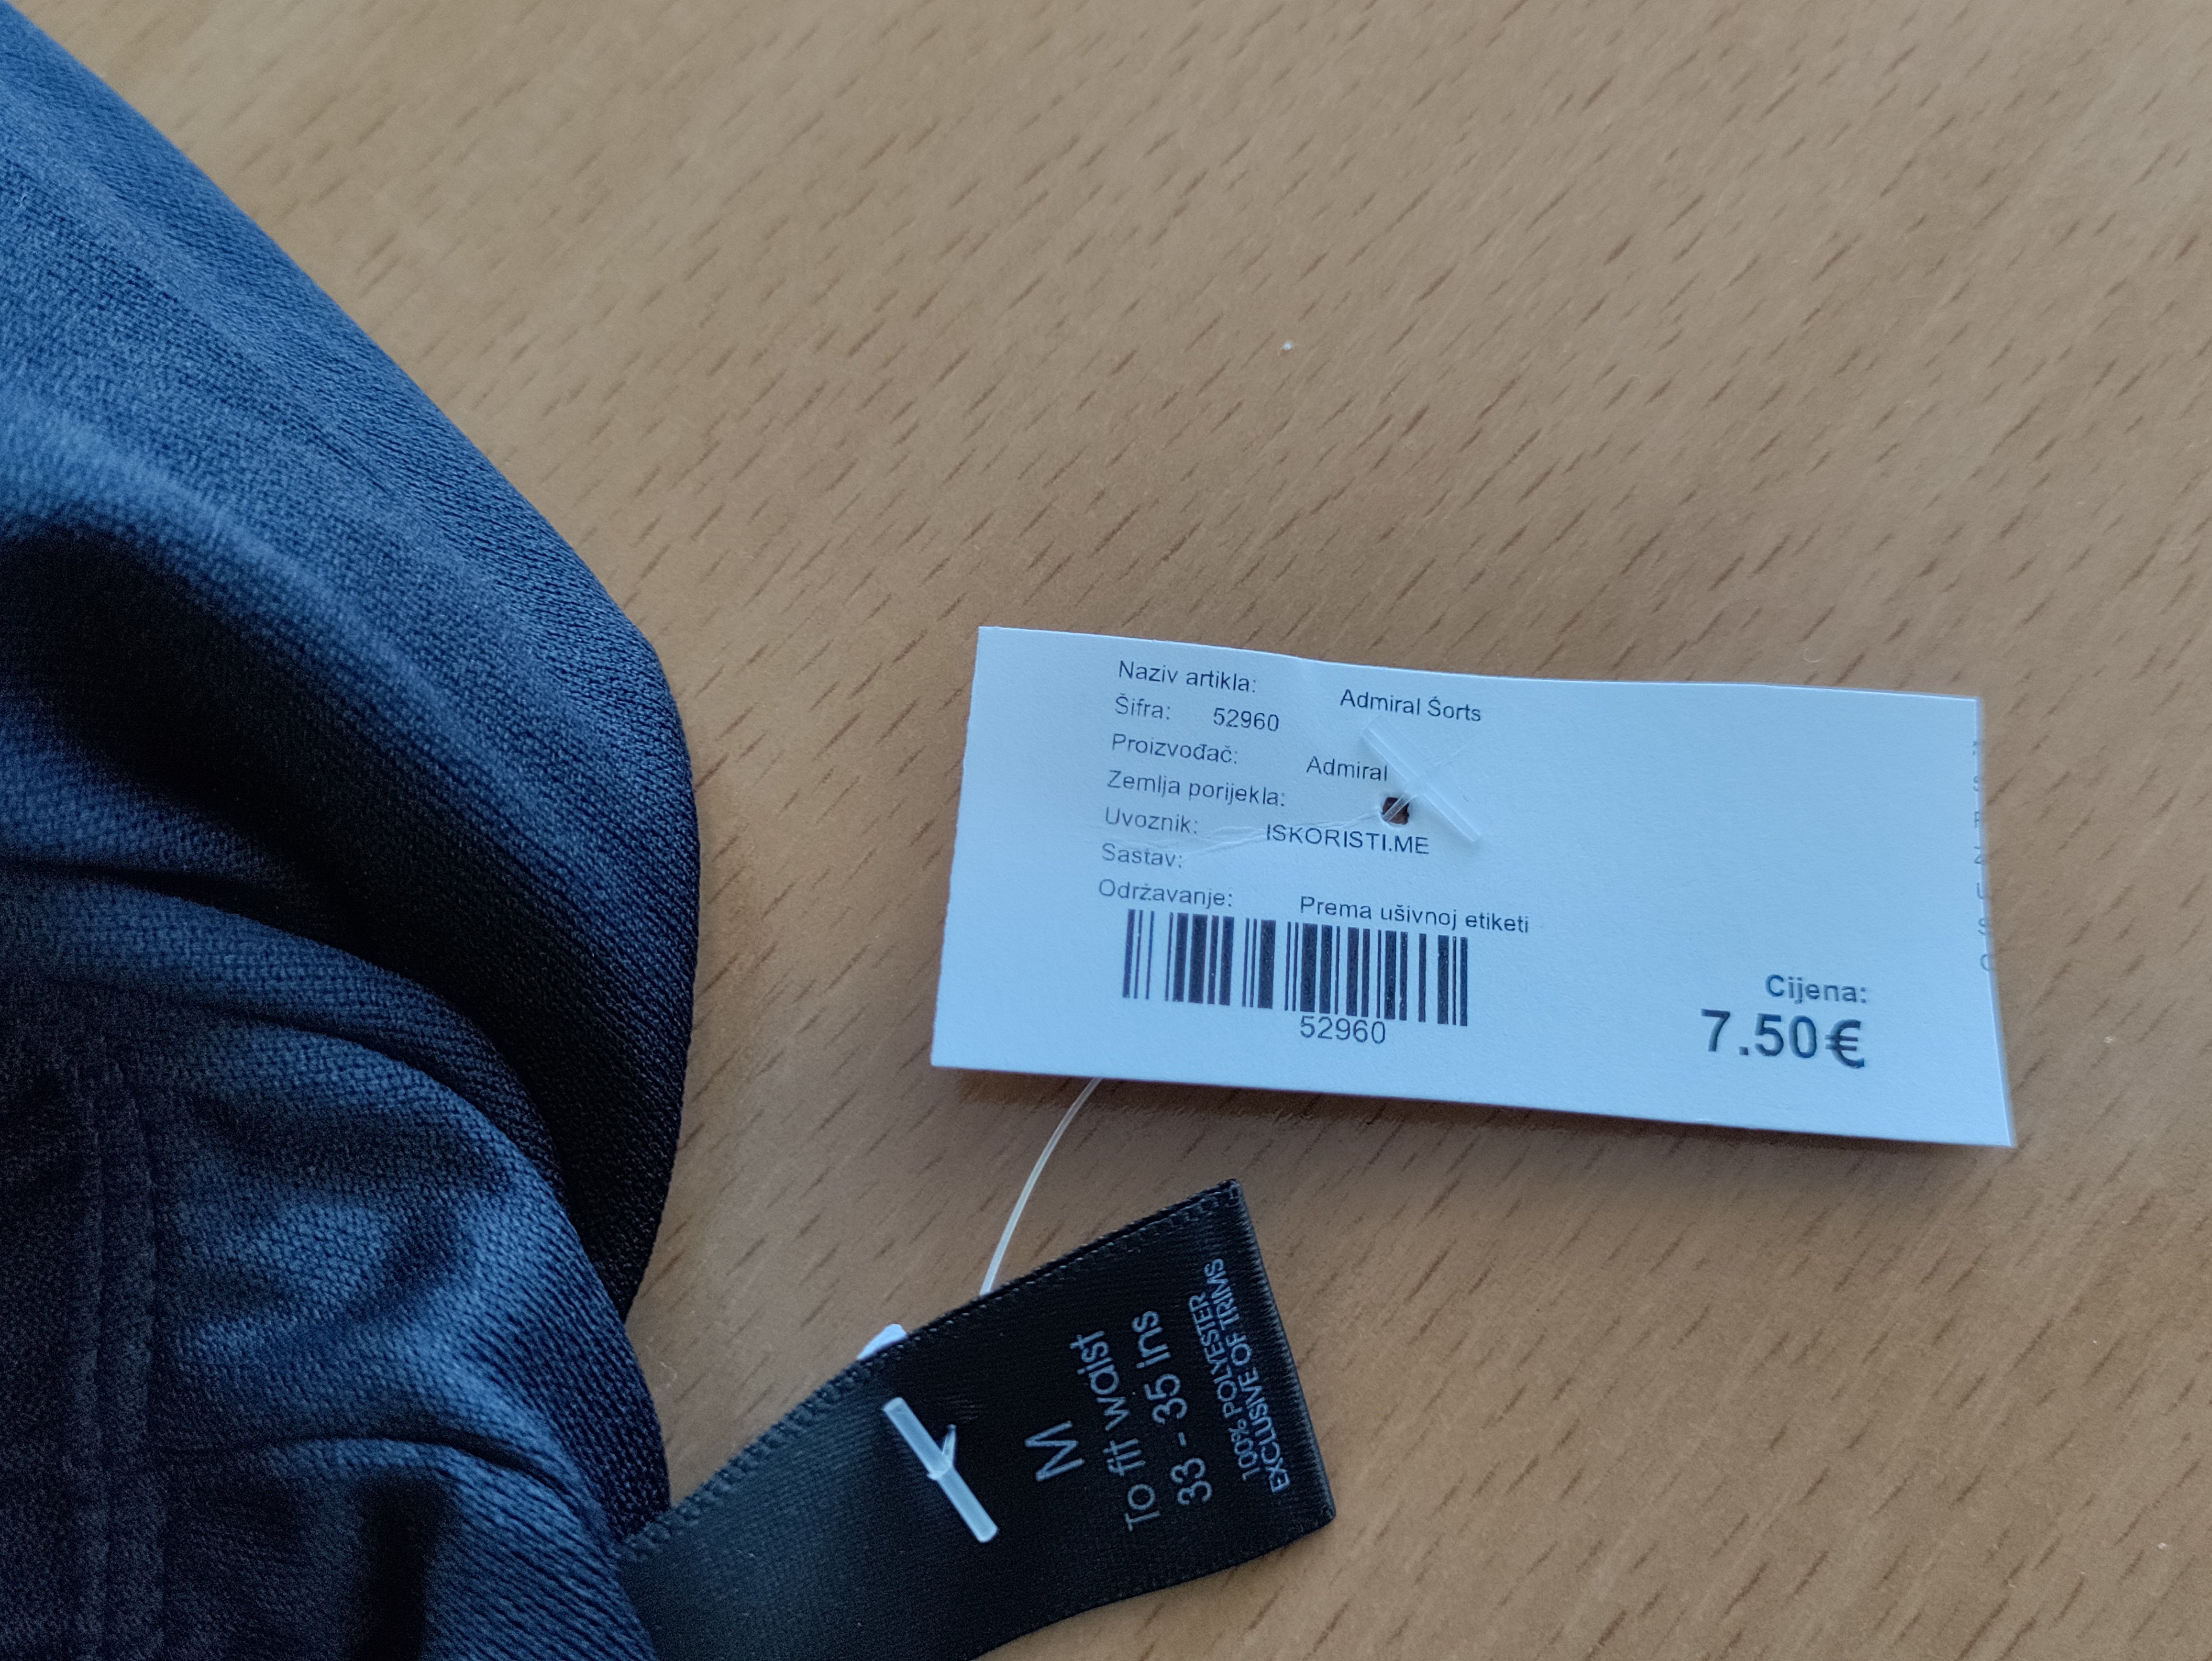 Naziv artikla: Admiral Šorts
Šifra: 52960
Proizvođač: Admiral
Zemlja porijekla:
Uvoznik: ISKORISTI.ME
Sastav:
Održavanje: Prema ušivnoj etiketi
52960
Cijena:
7.50€
M
To fit waist
33 - 35 ins
100% POLYESTER
EXCLUSIVE OF TRIMS